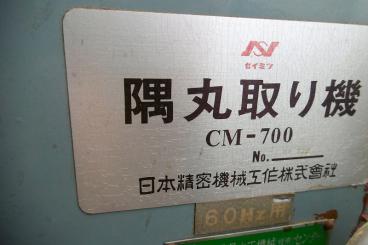 セイミツ
隅丸取り機
CM-700
No.
日本精密機械工作株式會社
60Hz用